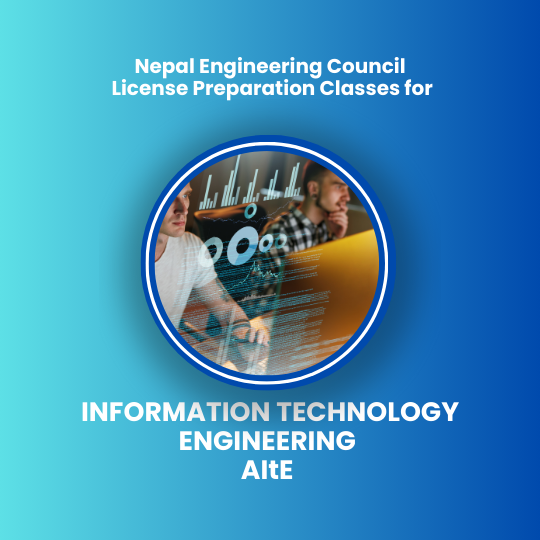 Nepal Engineering Council
License Preparation Classes for
INFORMATION TECHNOLOGY
ENGINEERING
AItE